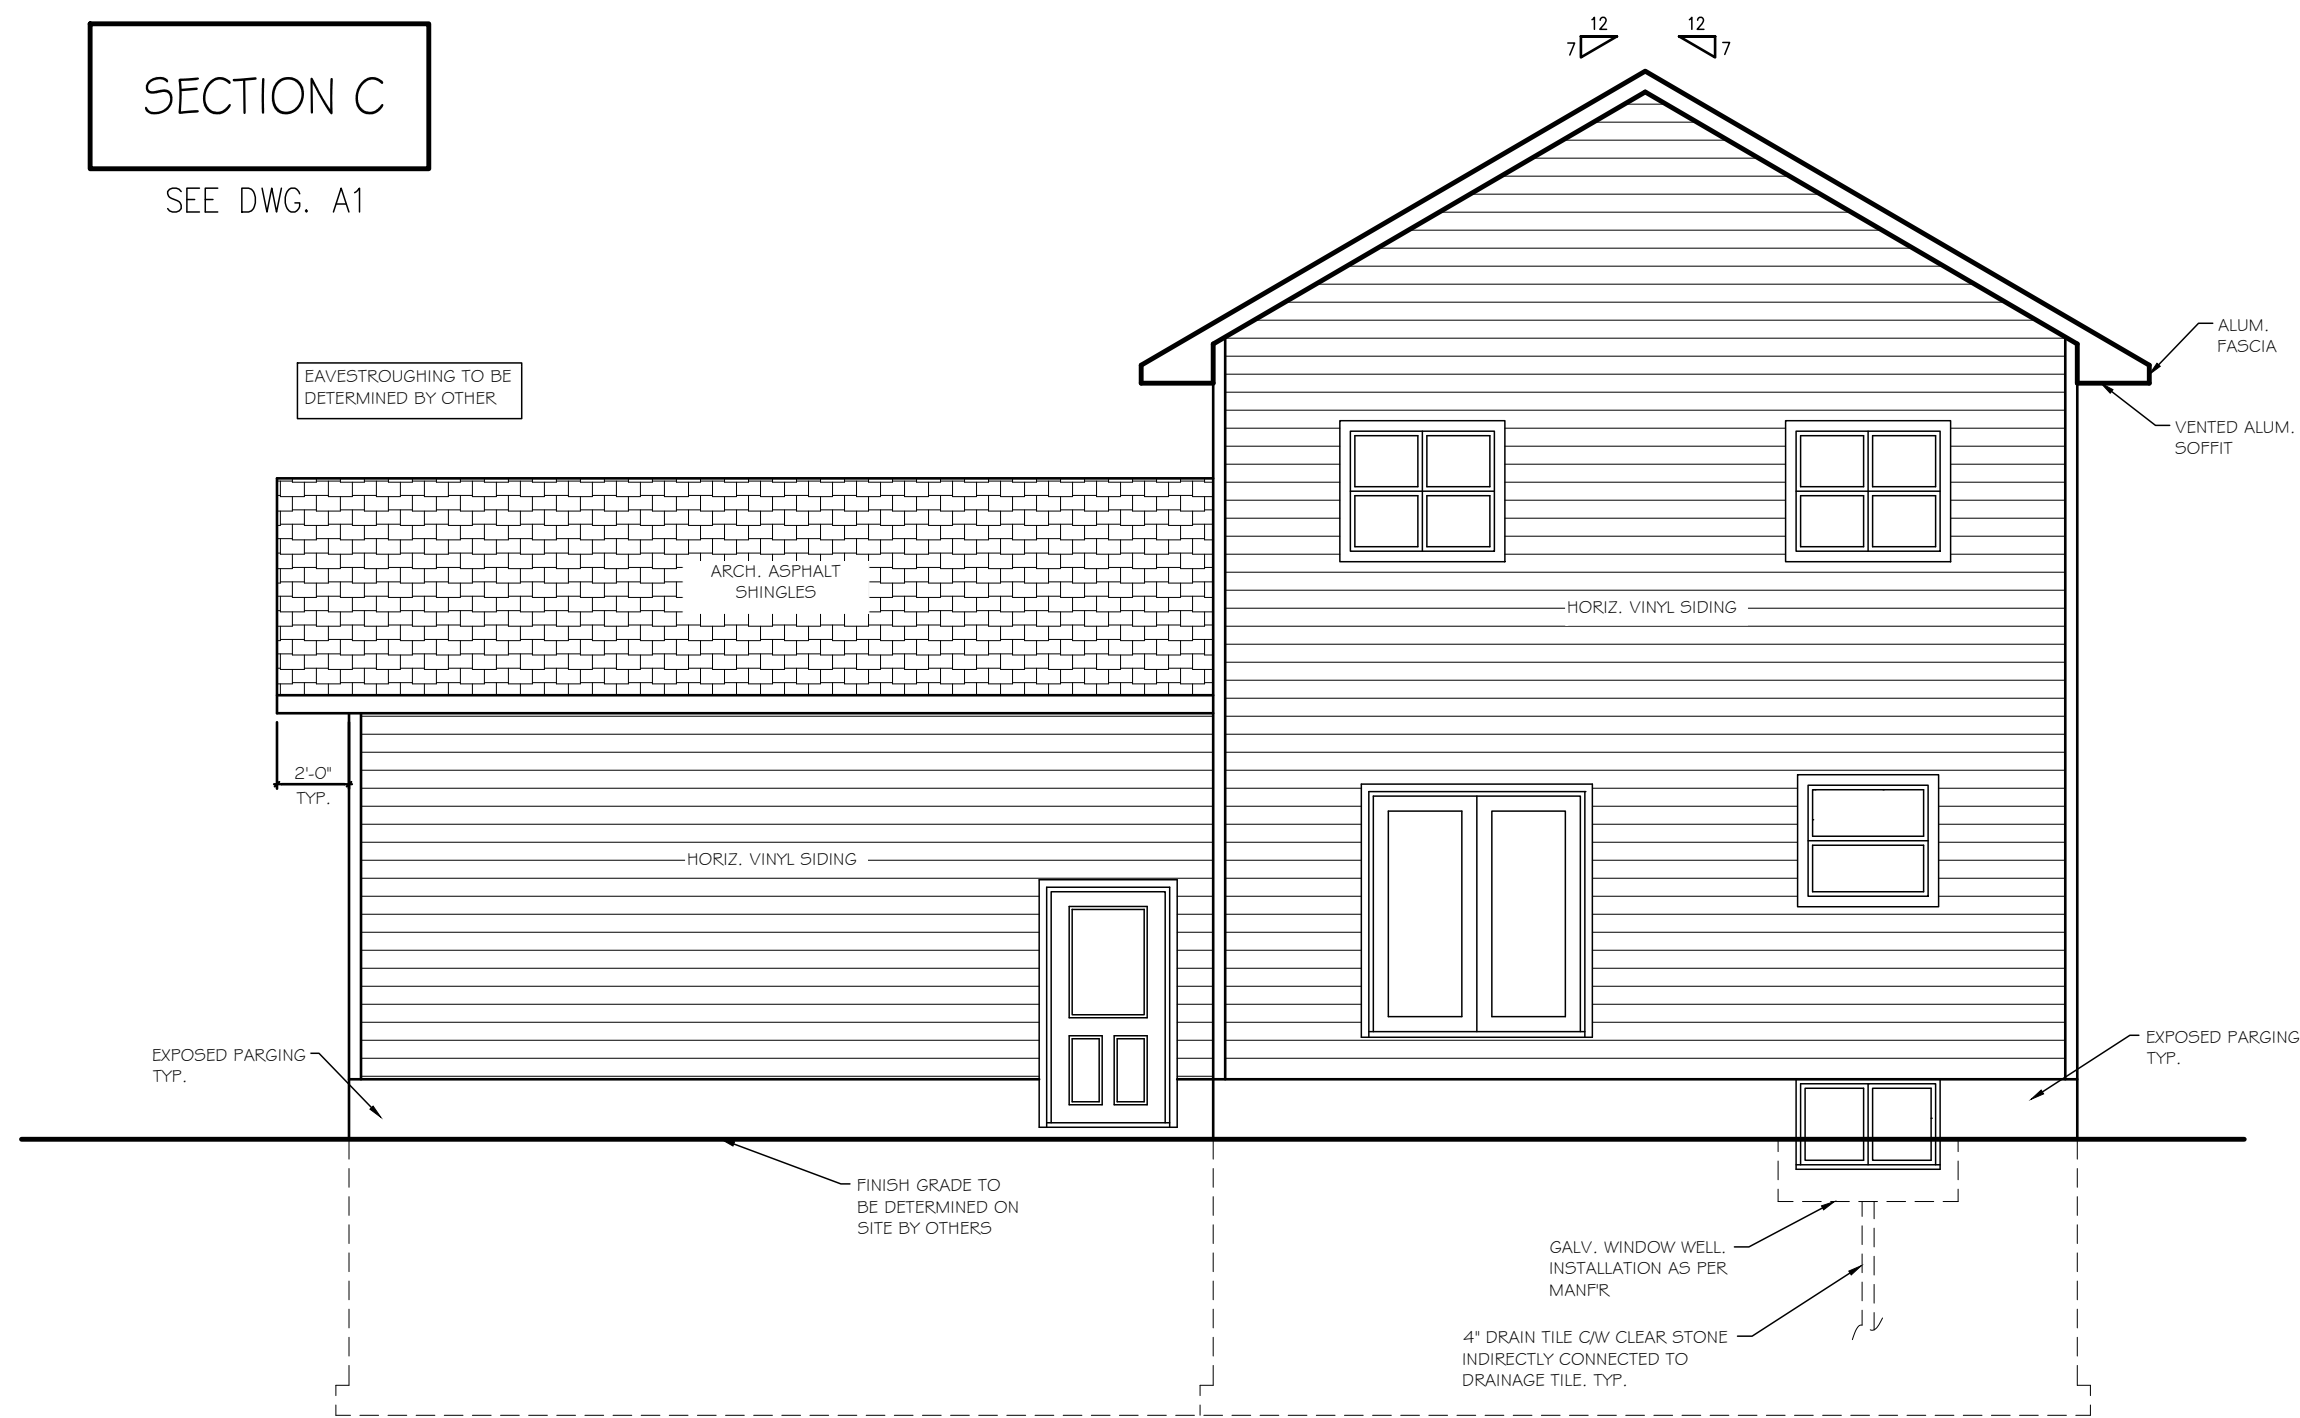 SECTION C
SEE DWG. A1
12
7
12
7
ALUM.
FASCIA
EAVESTROUGHING TO BE
DETERMINED BY OTHER
VENTED ALUM.
SOFFIT
ARCH. ASPHALT
SHINGLES
HORIZ. VINYL SIDING
2'-0"
TYP.
HORIZ. VINYL SIDING
EXPOSED PARGING
TYP.
EXPOSED PARGING
TYP.
FINISH GRADE TO
BE DETERMINED ON
SITE BY OTHERS
GALV. WINDOW WELL.
INSTALLATION AS PER
MANF'R
4" DRAIN TILE C/W CLEAR STONE
INDIRECTLY CONNECTED TO
DRAINAGE TILE. TYP.